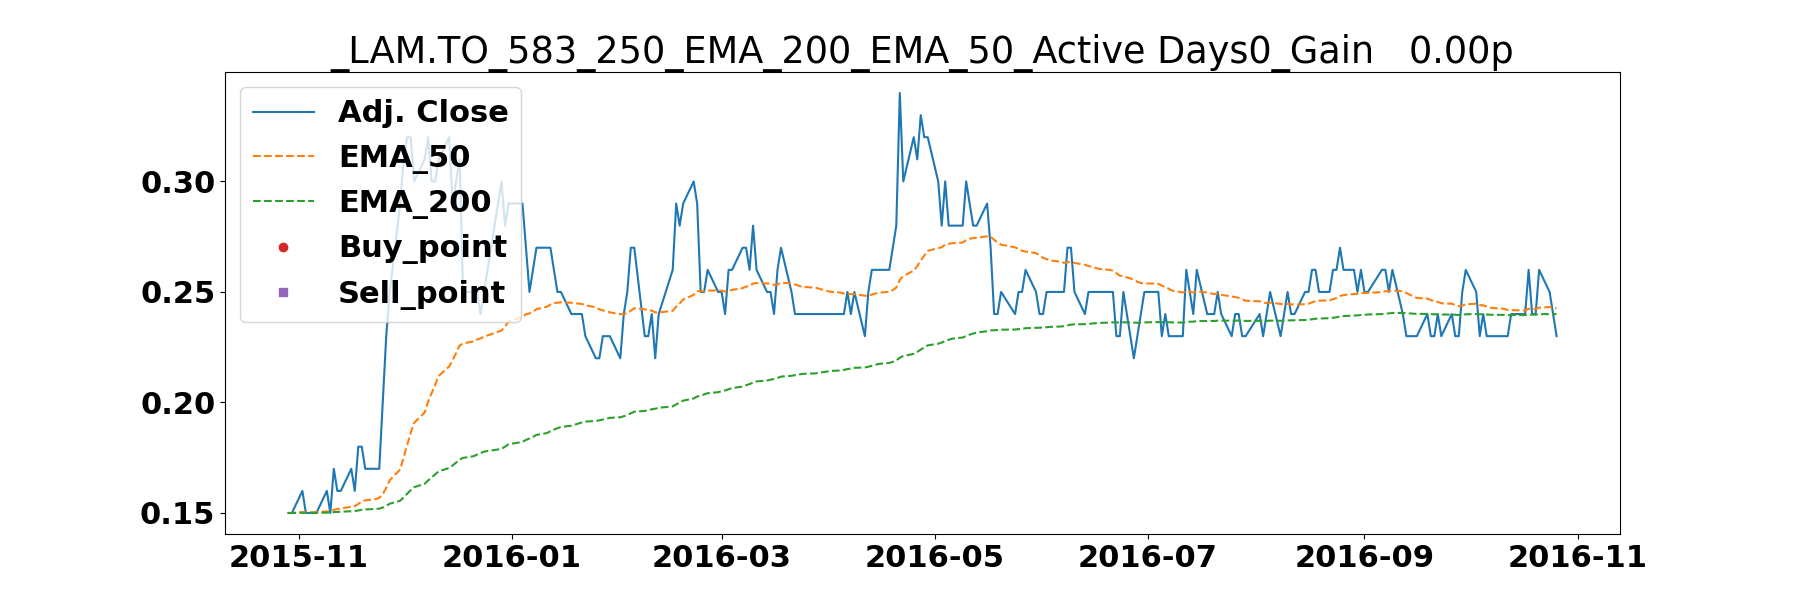 _LAM.TO_583_250_EMA_200_EMA_50_Active Days0_Gain   0.00p
Adj. Close
EMA_50
EMA_200
Buy_point
Sell_point
0.30
0.25
0.20
0.15
2015-11 2016-01 2016-03 2016-05 2016-07 2016-09 2016-11